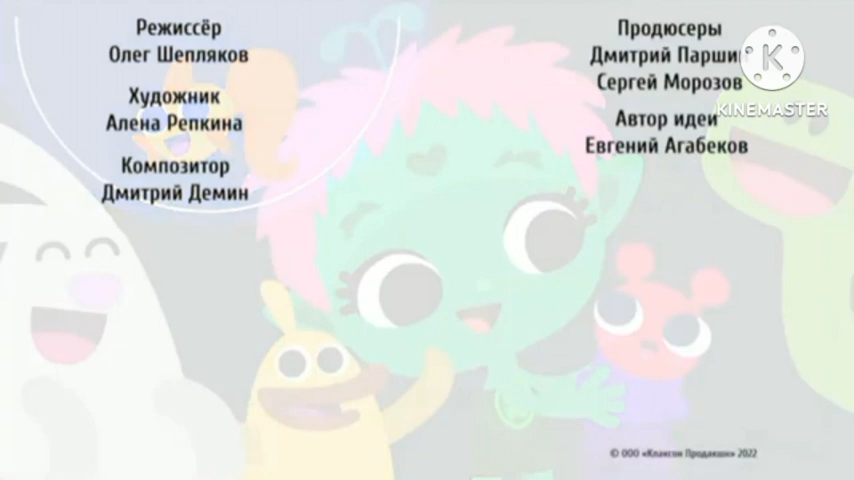 Режиссёр
Олег Шепляков
Художник
Алена Репкина
Композитор
Дмитрий Демин
Продюсеры
Дмитрий Паршин
Сергей Морозов
Автор идеи
Евгений Агабеков
KINEMASTER
© ООО «Клаксон Продакшн» 2022